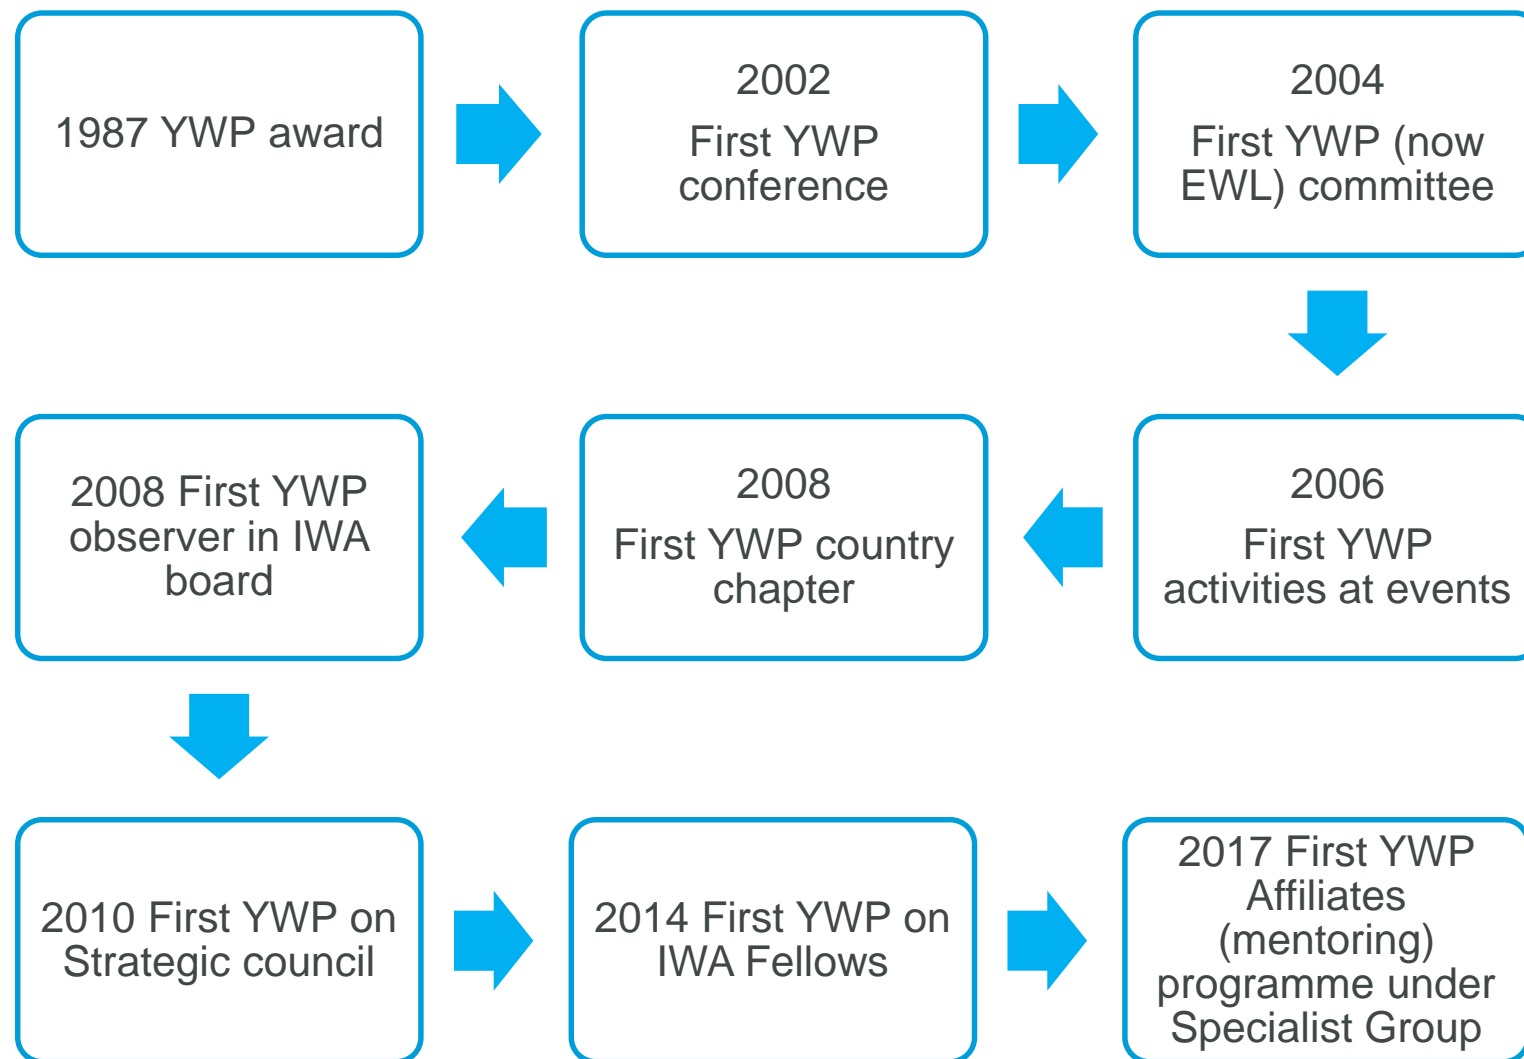 1987 YWP award
2002
First YWP
conference
2004
First YWP (now
EWL) committee
2006
First YWP
activities at events
2008
First YWP country
chapter
2008 First YWP
observer in IWA
board
2010 First YWP on
Strategic council
2014 First YWP on
IWA Fellows
2017 First YWP
Affiliates
(mentoring)
programme under
Specialist Group